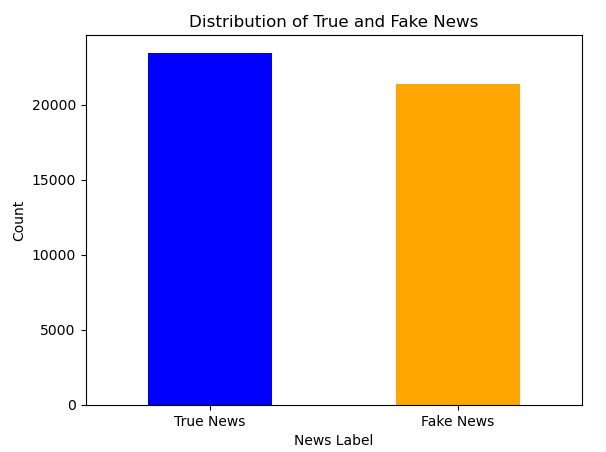 Distribution of True and Fake News
Count
20000
15000
10000
5000
0
True News
Fake News
News Label